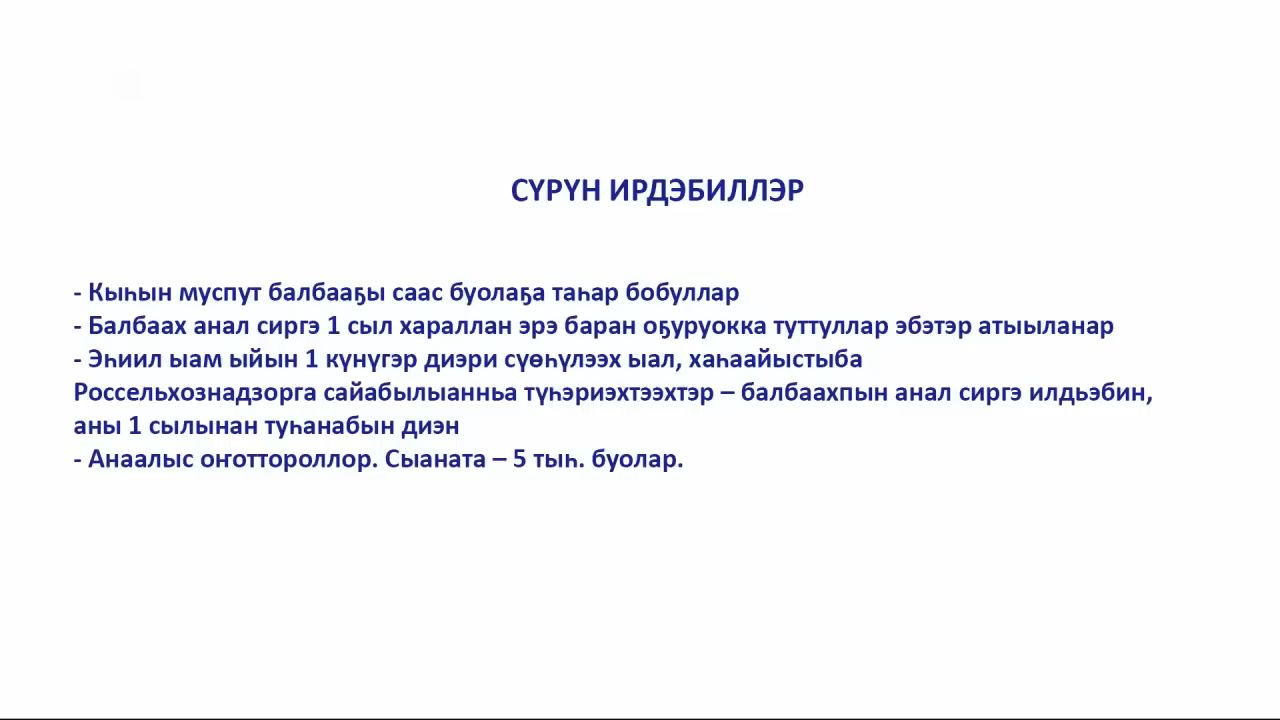 СҮРҮН ИРДЭБИЛЛЭР
- Кыһын муспут балбааҕы саас буолаҕа таһар бобуллар
- Балбаах анал сиргэ 1 сыл хараллан эрэ баран оҕуруокка туттуллар эбэтэр атыыланар
- Эһиил ыам ыйын 1 күнүгэр диэри сүөһүлээх ыал, хаһаайыстыба
Россельхознадзорга сайабылыанньа түһэриэхтээхтэр – балбаахпын анал сиргэ илдьэбин,
аны 1 сылынан туһанабын диэн
- Анаалыс оҥоттороллор. Сыаната – 5 тыһ. буолар.